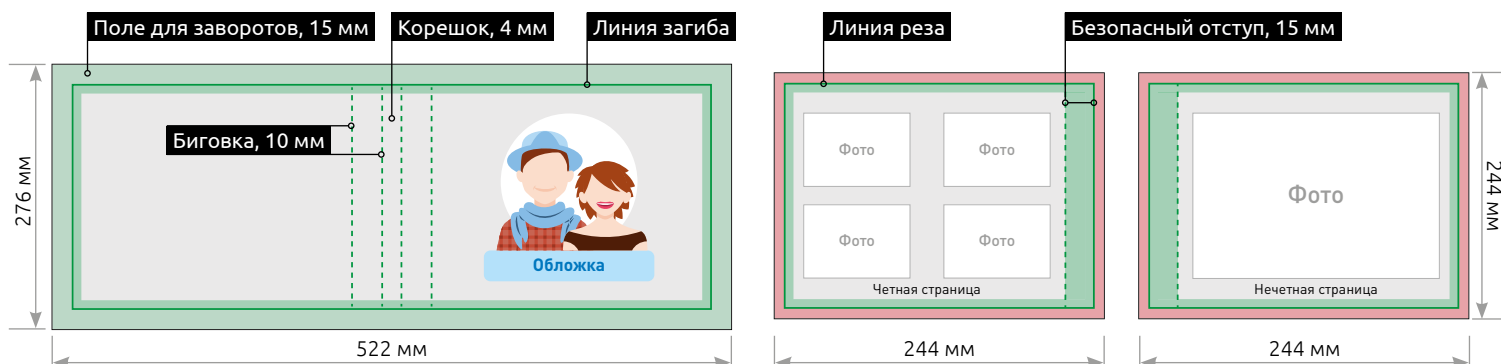 Поле для заворотов, 15 мм
Корешок, 4 мм
Линия загиба
Линия реза
Безопасный отступ, 15 мм
Биговка, 10 мм
276 мм
Обложка
522 мм
Фото
Фото
Фото
Фото
Четная страница
244 мм
Фото
Нечетная страница
244 мм
244 мм